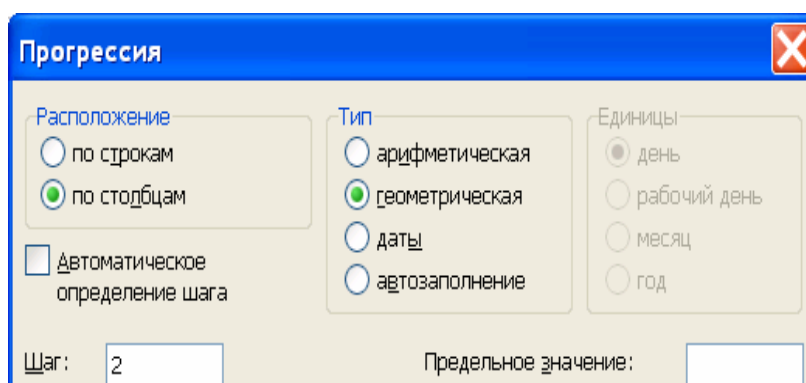 Прогрессия
Расположение
по строкам
по столбцам
Автоматическое
определение шага
Тип
арифметическая
геометрическая
даты
автозаполнение
Единицы
день
рабочий день
месяц
год
Шаг: 2
Предельное значение: